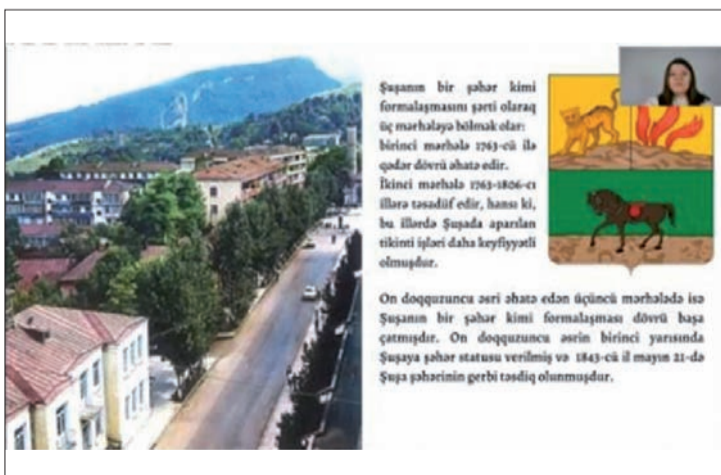 Şuşanın bir şəhər kimi
formalaşmasını şərti olaraq
üç mərhələyə bölmək olar:
birinci mərhələ 1763-cü ilə
qədər dövrü əhatə edir.
İkinci mərhələ 1763-1806-cı
illərə təsadüf edir, hansı ki,
bu illərdə Şuşada aparılan
tikinti işləri daha keyfiyyətli
olmuşdur.
On doqquzuncu əsri əhatə edən üçüncü mərhələdə isə
Şuşanın bir şəhər kimi formalaşması dövrü başa
çatmışdır. On doqquzuncu əsrin birinci yarısında
Şuşaya şəhər statusu verilmiş və 1843-cü il mayın 21-də
Şuşa şəhərinin gerbi təsdiq olunmuşdur.